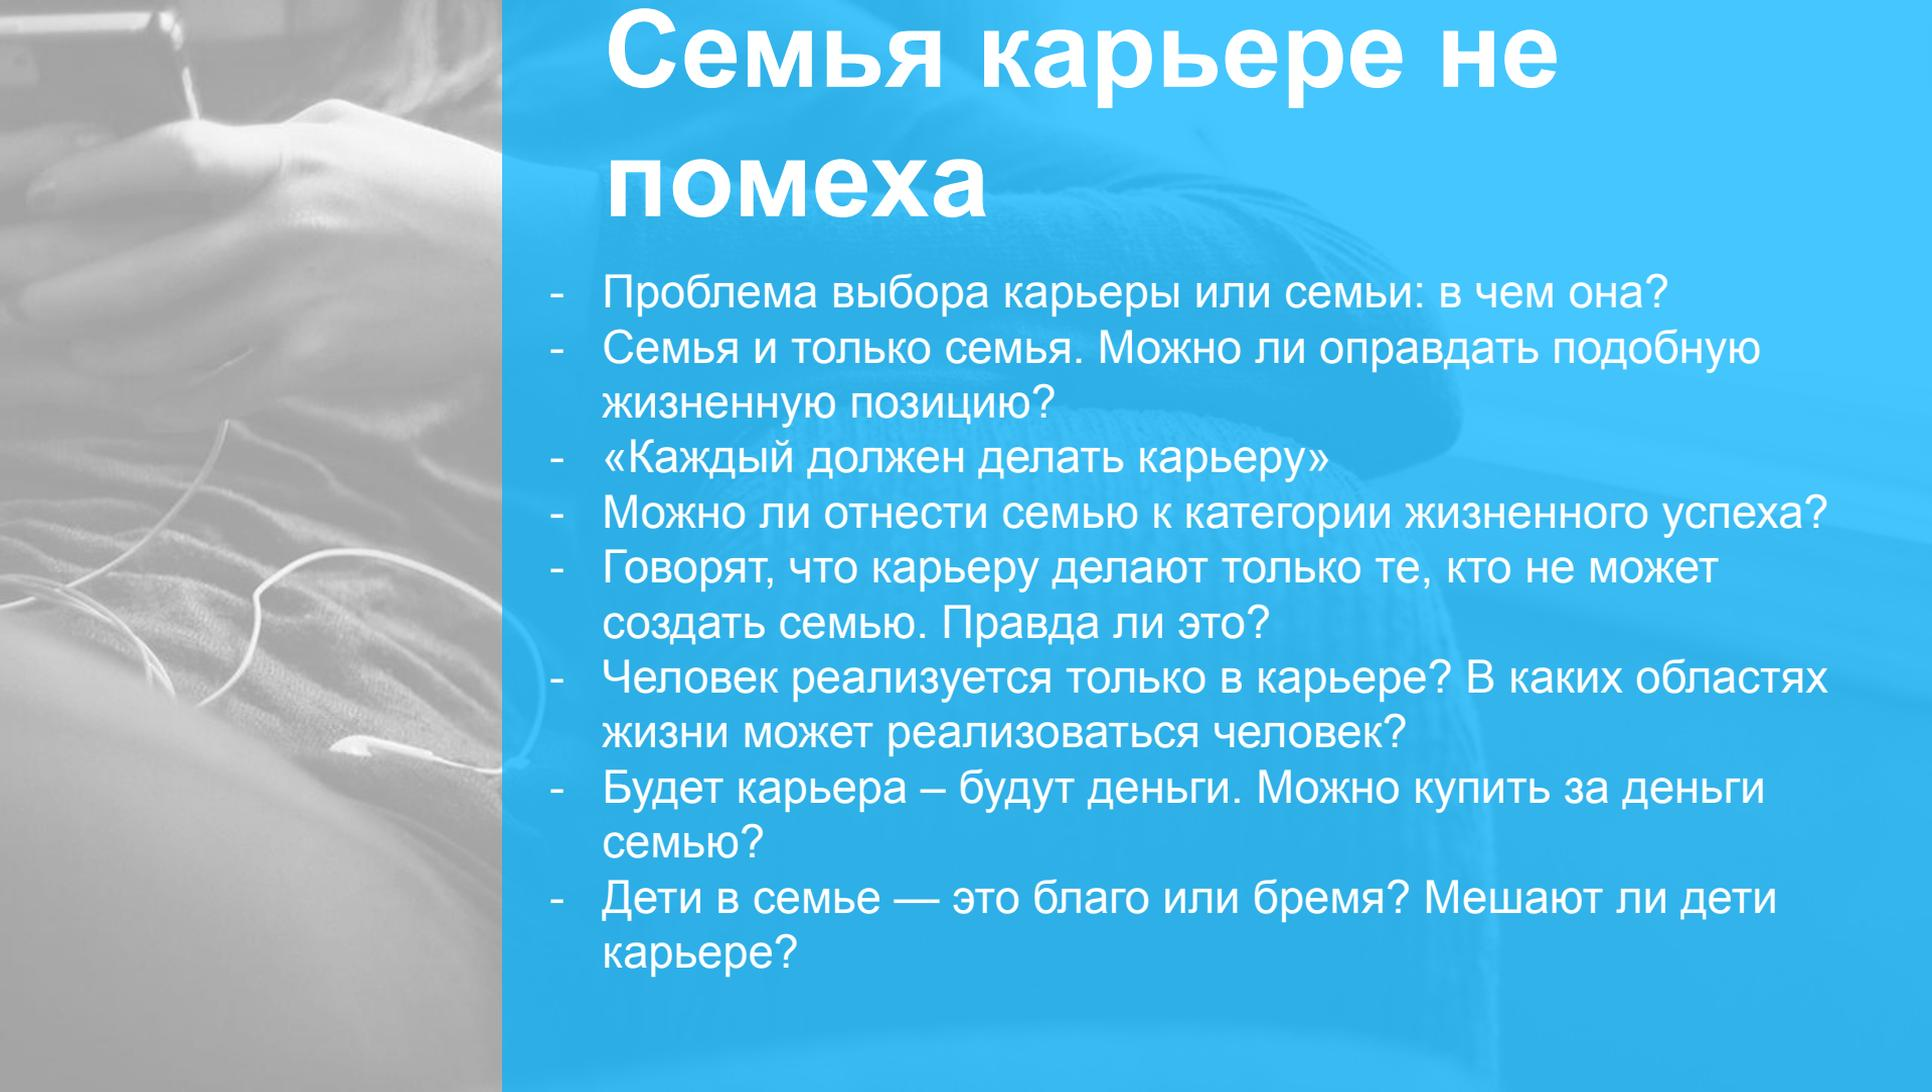 Семья карьере не
помеха
- Проблема выбора карьеры или семьи: в чем она?
- Семья и только семья. Можно ли оправдать подобную
жизненную позицию?
- «Каждый должен делать карьеру»
- Можно ли отнести семью к категории жизненного успеха?
- Говорят, что карьеру делают только те, кто не может
создать семью. Правда ли это?
- Человек реализуется только в карьере? В каких областях
жизни может реализоваться человек?
- Будет карьера – будут деньги. Можно купить за деньги
семью?
- Дети в семье — это благо или бремя? Мешают ли дети
карьере?